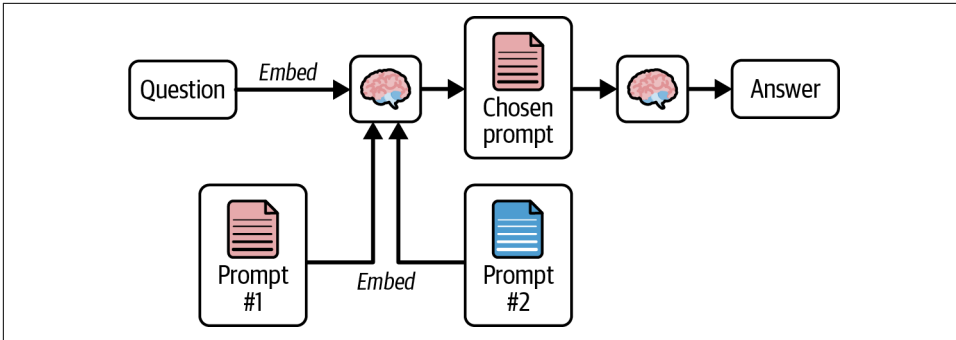 Question
Embed
Chosen
prompt
Answer
Prompt
#1
Embed
Prompt
#2